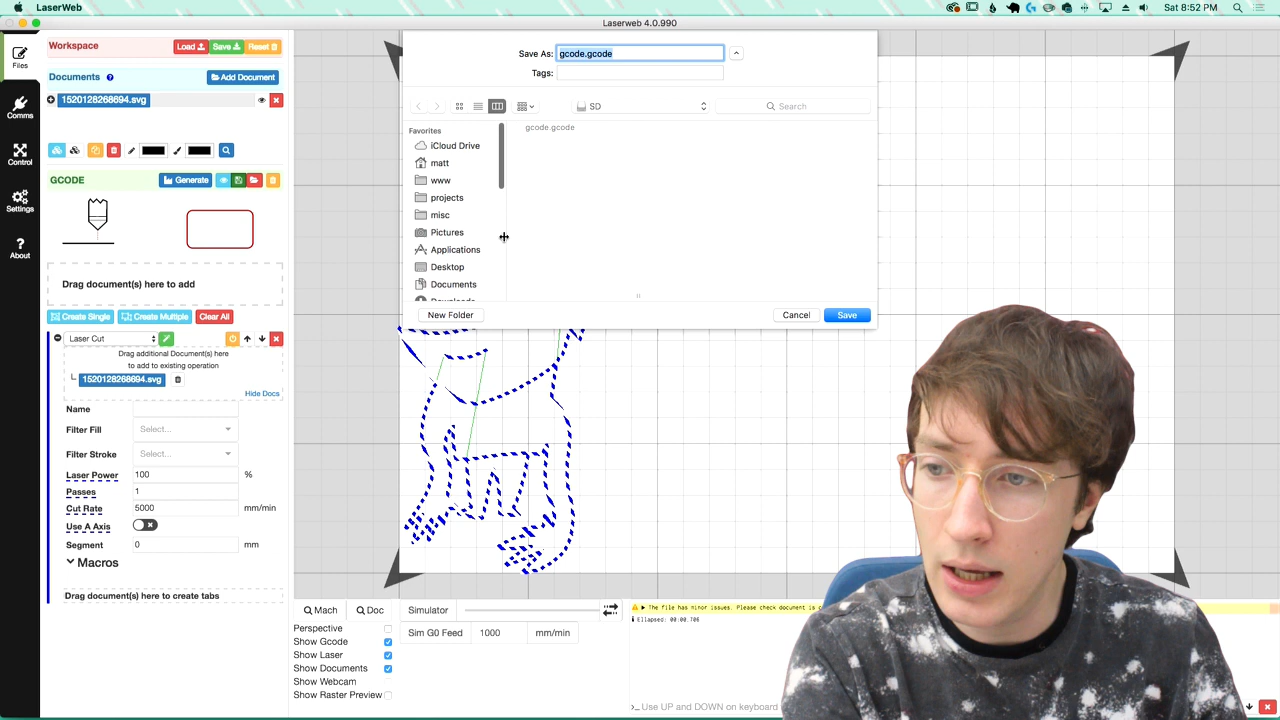 LaserWeb
Sat 8:52 PM
Laserweb 4.0.990
Files
Comms
Control
Settings
?
About
Workspace
Load
Save
Reset
Documents
Add Document
1520128268694.svg
GCODE
Generate
Drag document(s) here to add
Create Single
Create Multiple
Clear All
Laser Cut
Drag additional Document(s) here
to add to existing operation
1520128268694.svg
Hide Docs
Name
Filter Fill Select...
Filter Stroke Select...
Laser Power 100 %
Passes 1
Cut Rate 5000 mm/min
Use A Axis
Segment 0 mm
Macros
Drag document(s) here to create tabs
Save As: gcode.gcode
Tags:
SD
Search
Favorites
iCloud Drive
matt
www
projects
misc
Pictures
Applications
Desktop
Documents
gcode.gcode
New Folder
Cancel
Save
Mach
Doc
Simulator
Perspective
Show Gcode
Show Laser
Show Documents
Show Webcam
Show Raster Preview
Sim G0 Feed 1000 mm/min
The file has minor issues. Please check document is
Ellapsed: 00:00.706
>_ Use UP and DOWN on keyboard